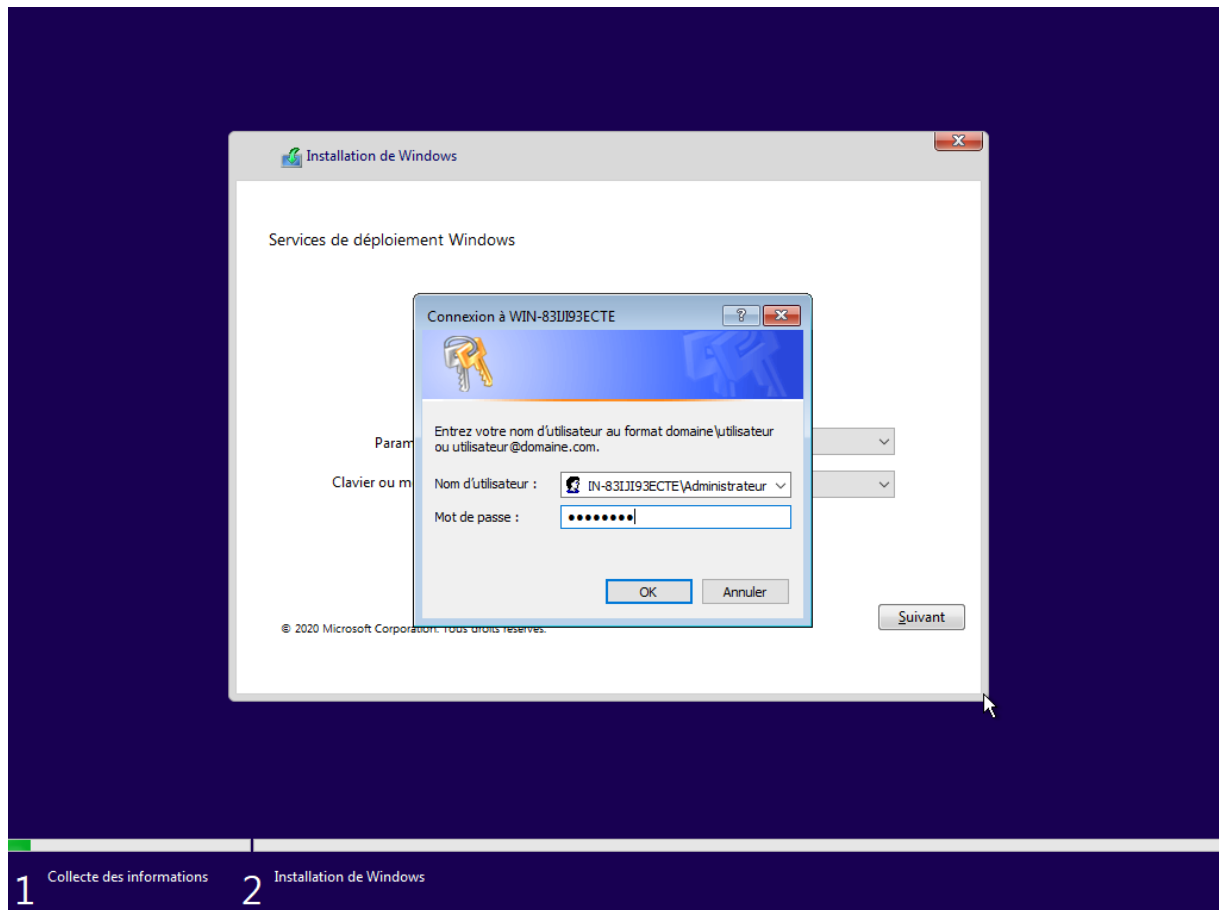 Installation de Windows
Services de déploiement Windows
Connexion à WIN-83IJI93ECTE
Entrez votre nom d'utilisateur au format domaine\utilisateur
ou utilisateur@domaine.com.
Param
Clavier ou m
Nom d'utilisateur : IN-83IJI93ECTE\Administrateur
Mot de passe : ●●●●●●●●
OK Annuler
Suivant
© 2020 Microsoft Corporation. Tous droits réservés.
1 Collecte des informations 2 Installation de Windows